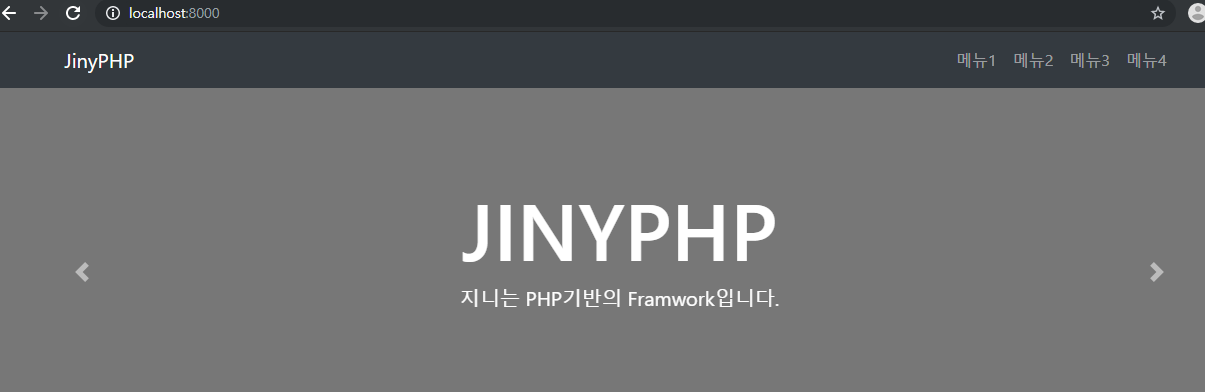 localhost:8000
JinyPHP 메뉴1 메뉴2 메뉴3 메뉴4
JINYPHP
지니는 PHP기반의 Framwork입니다.